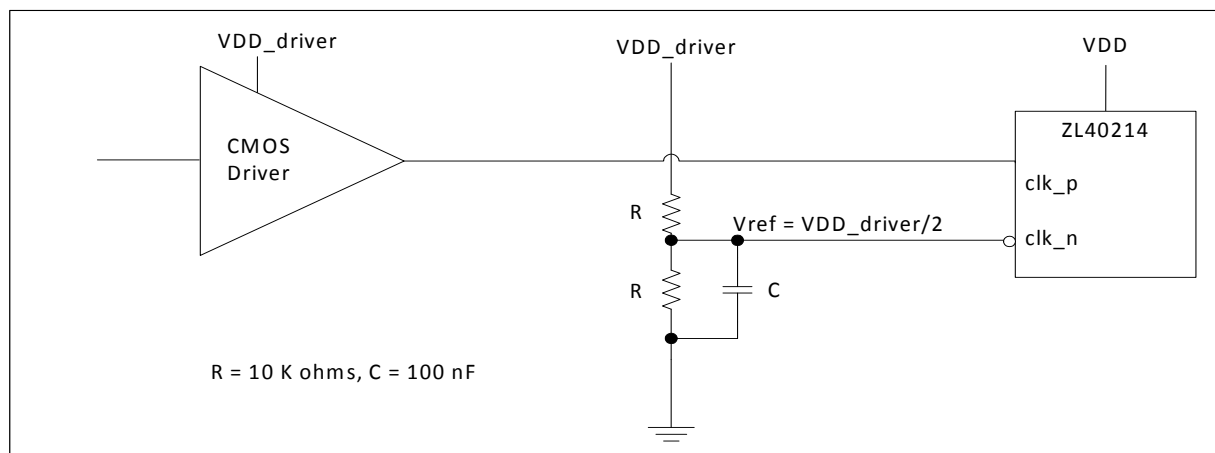 VDD_driver
VDD_driver
VDD
CMOS
Driver
ZL40214
clk_p
R
Vref = VDD_driver/2
clk_n
R
C
R = 10 K ohms, C = 100 nF